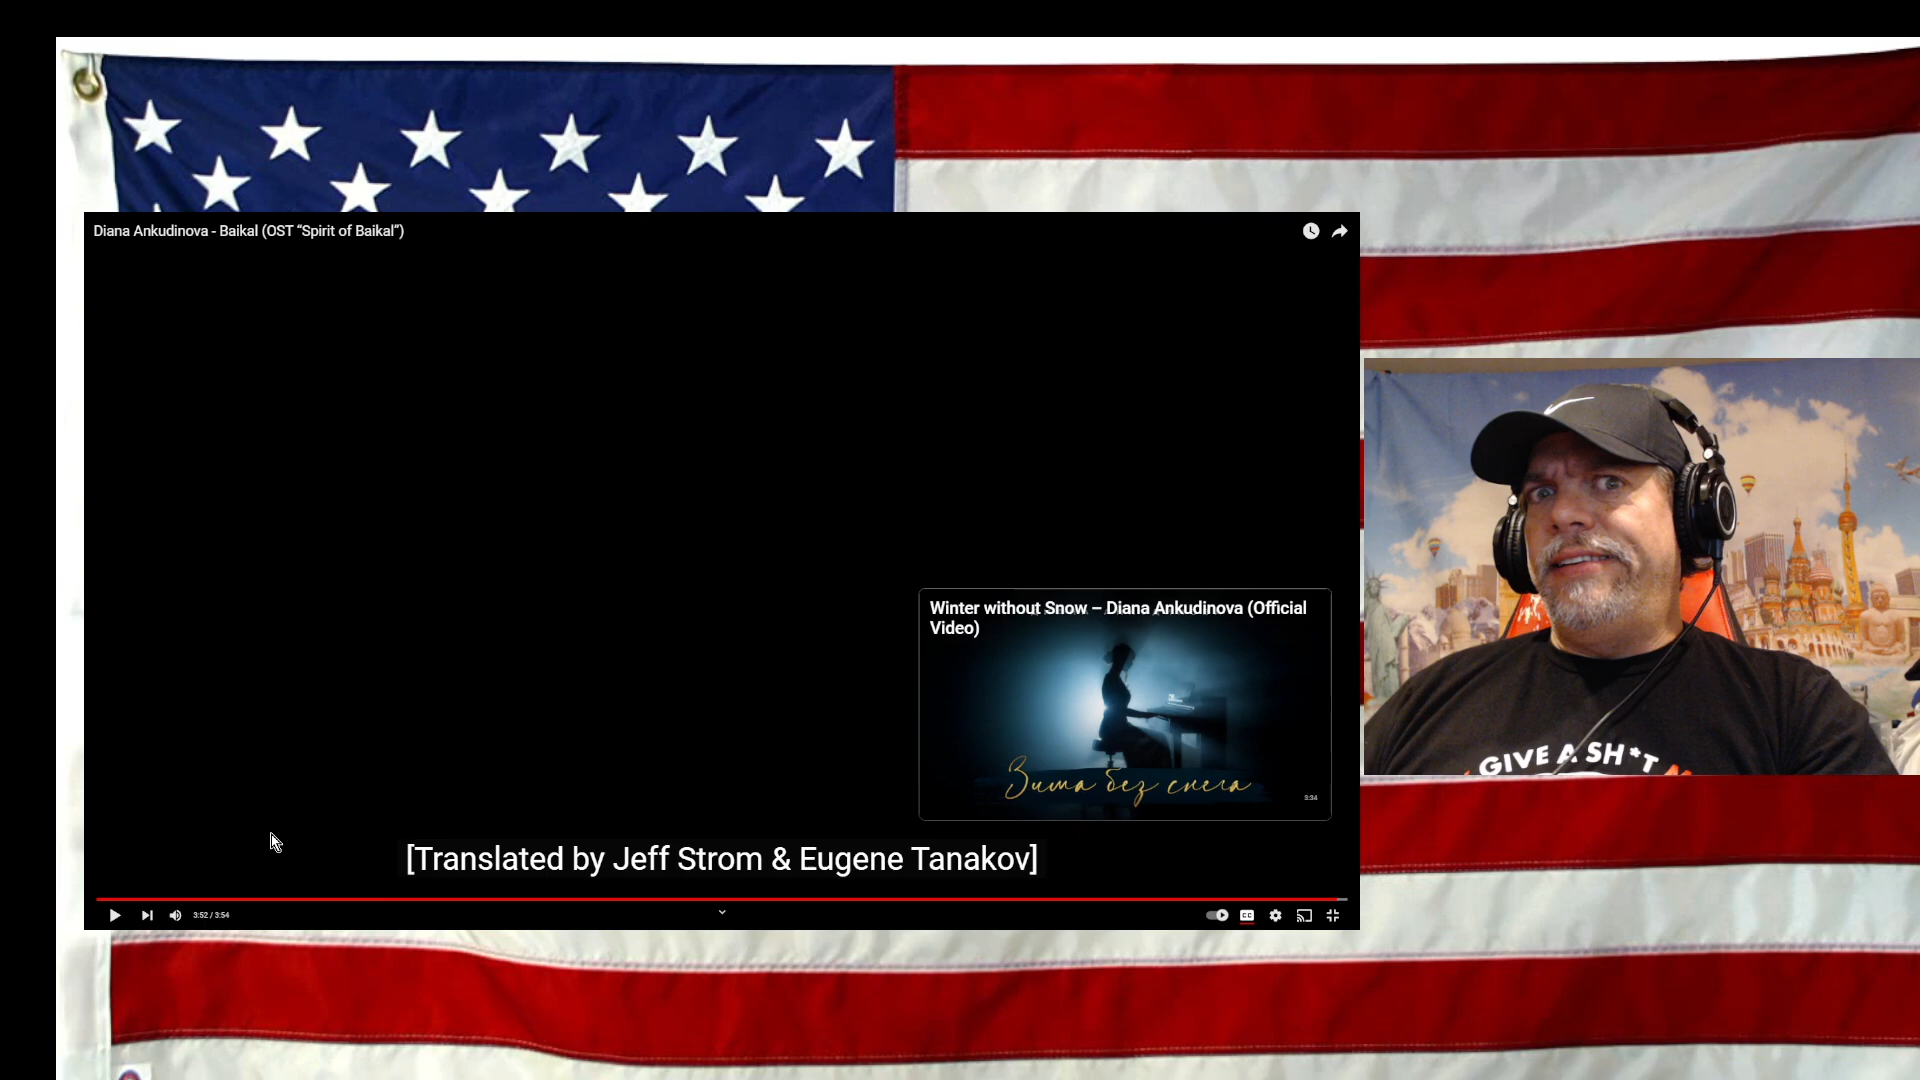 Diana Ankudinova - Baikal (OST “Spirit of Baikal”)
Winter without Snow – Diana Ankudinova (Official
Video)
Зима без снега
3:34
[Translated by Jeff Strom & Eugene Tanakov]
3:52 / 3:54
CC
GIVE A SH*T